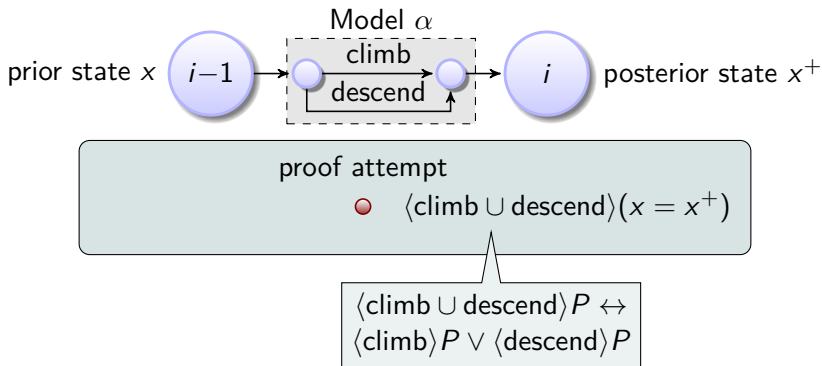 Model α
climb
prior state x i−1 i posterior state x⁺
descend
proof attempt
⟨climb ∪ descend⟩(x = x⁺)
⟨climb ∪ descend⟩P ↔
⟨climb⟩P ∨ ⟨descend⟩P